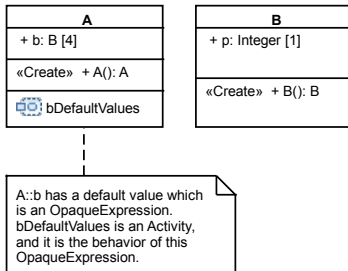 A
+ b: B [4]
«Create» + A(): A
bDefaultValues
B
+ p: Integer [1]
«Create» + B(): B
A::b has a default value which
is an OpaqueExpression.
bDefaultValues is an Activity,
and it is the behavior of this
OpaqueExpression.